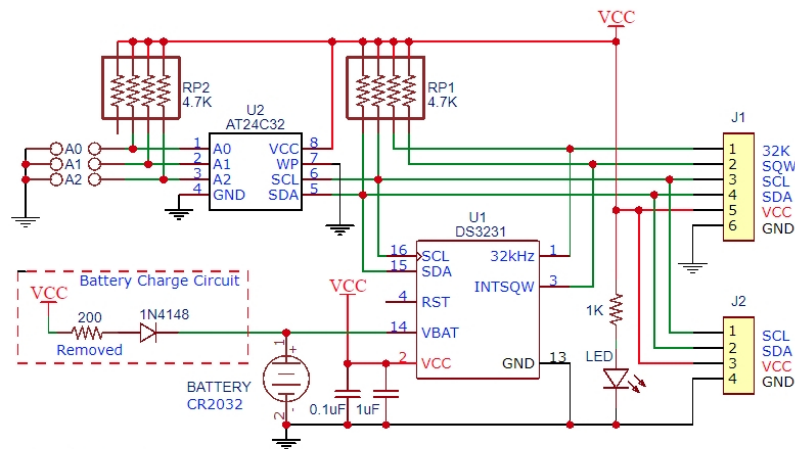 VCC
RP2
4.7K
RP1
4.7K
U2
AT24C32
A0
A1
A2
1 A0
2 A1
3 A2
4 GND
VCC 8
WP 7
SCL 6
SDA 5
J1
1 32K
2 SQW
3 SCL
4 SDA
5 VCC
6 GND
U1
DS3231
16 SCL
15 SDA
4 RST
14 VBAT
2 VCC
32kHz 1
INTSQW 3
GND 13
Battery Charge Circuit
VCC
200
1N4148
Removed
VCC
1
+
BATTERY
CR2032
-
2
0.1uF
1uF
1K
LED
J2
1 SCL
2 SDA
3 VCC
4 GND